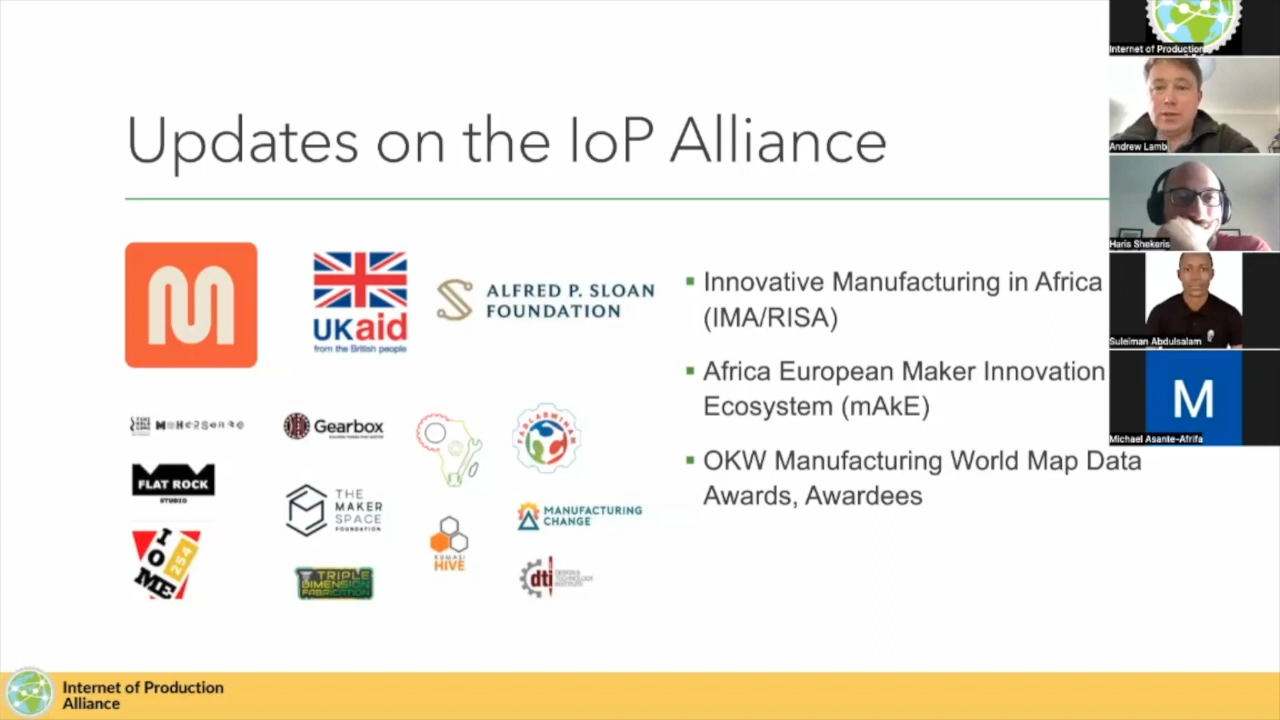 Updates on the IoP Alliance
UKaid
from the British people
ALFRED P. SLOAN
FOUNDATION
Innovative Manufacturing in Africa
(IMA/RISA)
Africa European Maker Innovation
Ecosystem (mAkE)
OKW Manufacturing World Map Data
Awards, Awardees
Gearbox
FLAT ROCK
STUDIO
THE
MAKER
SPACE
FOUNDATION
KUMASI
HIVE
MANUFACTURING
CHANGE
I O ME 254
TRIPLE
DIMENSION
FABRICATION
dti
Internet of Production
Alliance
Internet of Production
Andrew Lamb
Haris Shekeris
Suleiman Abdulsalam
M
Michael Asante-Afrifa